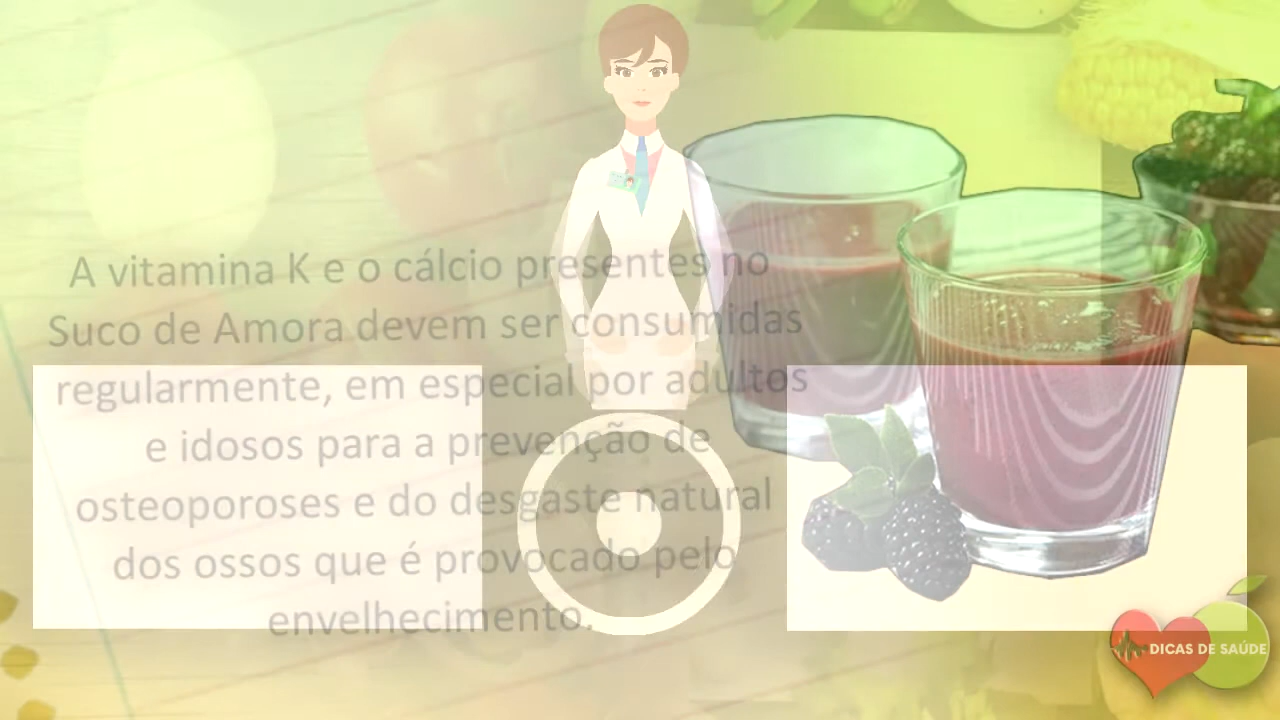 A vitamina K e o cálcio presentes no
Suco de Amora devem ser consumidas
regularmente, em especial por adultos
e idosos para a prevenção de
osteoporoses e do desgaste natural
dos ossos que é provocado pelo
envelhecimento.
DICAS DE SAÚDE